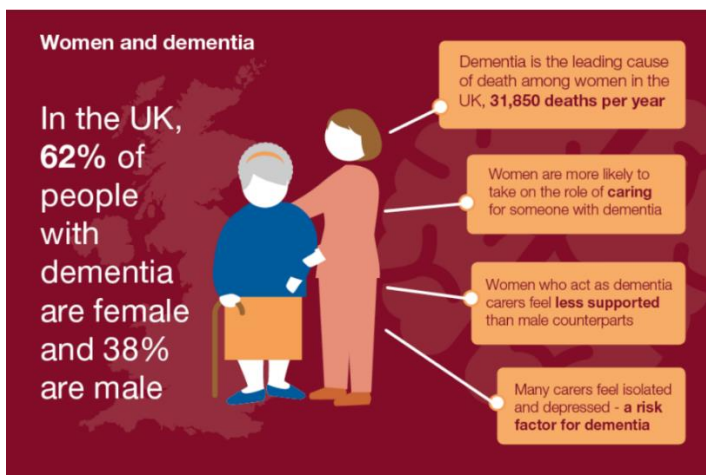 Women and dementia
In the UK,
62% of
people
with
dementia
are female
and 38%
are male
Dementia is the leading cause
of death among women in the
UK, 31,850 deaths per year
Women are more likely to
take on the role of caring
for someone with dementia
Women who act as dementia
carers feel less supported
than male counterparts
Many carers feel isolated
and depressed - a risk
factor for dementia